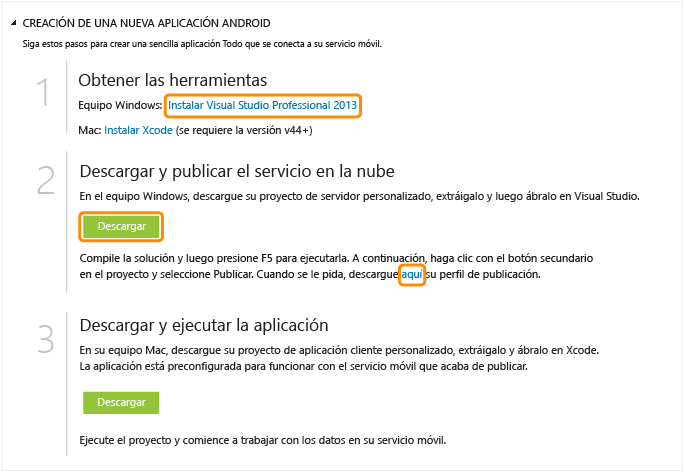 CREACIÓN DE UNA NUEVA APLICACIÓN ANDROID
Siga estos pasos para crear una sencilla aplicación Todo que se conecta a su servicio móvil.
1
Obtener las herramientas
Equipo Windows: Instalar Visual Studio Professional 2013
Mac: Instalar Xcode (se requiere la versión v44+)
2
Descargar y publicar el servicio en la nube
En el equipo Windows, descargue su proyecto de servidor personalizado, extráigalo y luego ábralo en Visual Studio.
Descargar
Compile la solución y luego presione F5 para ejecutarla. A continuación, haga clic con el botón secundario
en el proyecto y seleccione Publicar. Cuando se le pida, descargue aquí su perfil de publicación.
3
Descargar y ejecutar la aplicación
En su equipo Mac, descargue su proyecto de aplicación cliente personalizado, extráigalo y ábralo en Xcode.
La aplicación está preconfigurada para funcionar con el servicio móvil que acaba de publicar.
Descargar
Ejecute el proyecto y comience a trabajar con los datos en su servicio móvil.